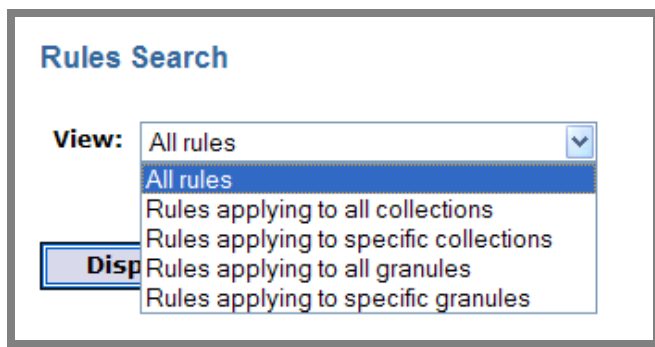 Rules Search
View: All rules
All rules
Rules applying to all collections
Rules applying to specific collections
Rules applying to all granules
Rules applying to specific granules